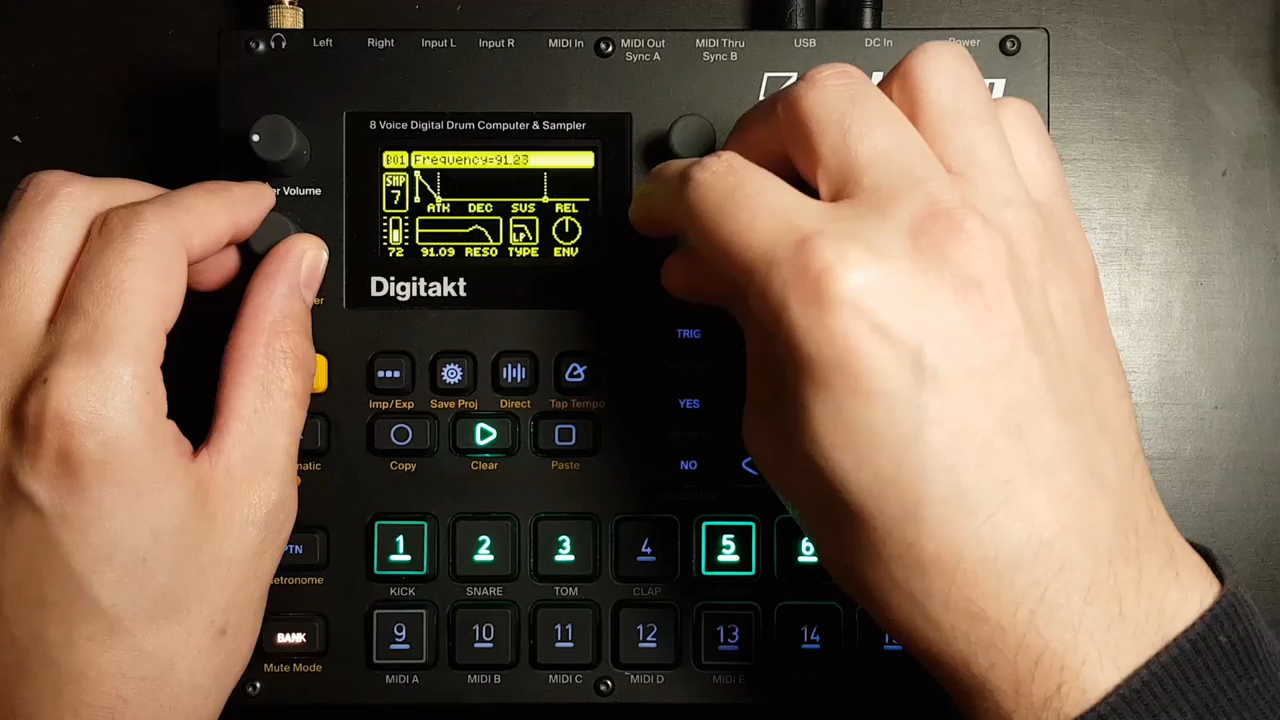 Left Right Input L Input R MIDI In MIDI Out MIDI Thru USB DC In Power
Sync A Sync B
8 Voice Digital Drum Computer & Sampler
B01 Frequency=91.23
SMP
7
ATK DEC SUS REL
72 91.09 RESO TYPE ENV
Volume
Digitakt
TRIG
YES
Imp/Exp Save Proj Direct Tap Tempo
NO
Copy Clear Paste
1 2 3 4 5 6
KICK SNARE TOM CLAP
9 10 11 12 13 14
BANK
Mute Mode
MIDI A MIDI B MIDI C MIDI D MIDI E